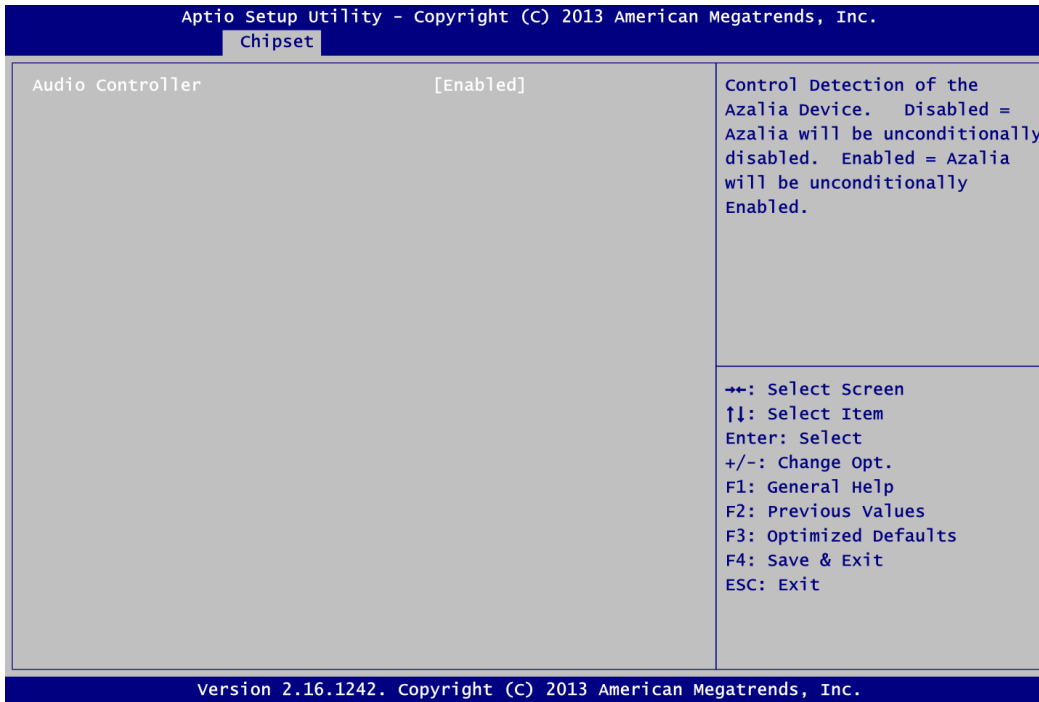 Aptio Setup Utility - Copyright (C) 2013 American Megatrends, Inc.
Chipset
Audio Controller [Enabled]
Control Detection of the
Azalia Device.   Disabled =
Azalia will be unconditionally
disabled.  Enabled = Azalia
will be unconditionally
Enabled.
→←: Select Screen
↑↓: Select Item
Enter: Select
+/-: Change Opt.
F1: General Help
F2: Previous Values
F3: Optimized Defaults
F4: Save & Exit
ESC: Exit
Version 2.16.1242. Copyright (C) 2013 American Megatrends, Inc.